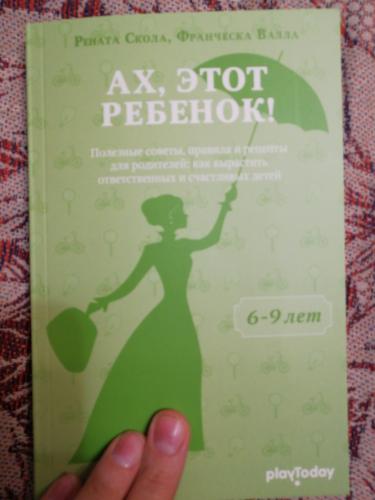 Рената Скола, Франческа Валла
АХ, ЭТОТ
РЕБЕНОК!
Полезные советы, правила и рецепты
для родителей: как вырастить
ответственных и счастливых детей
6-9 лет
playToday